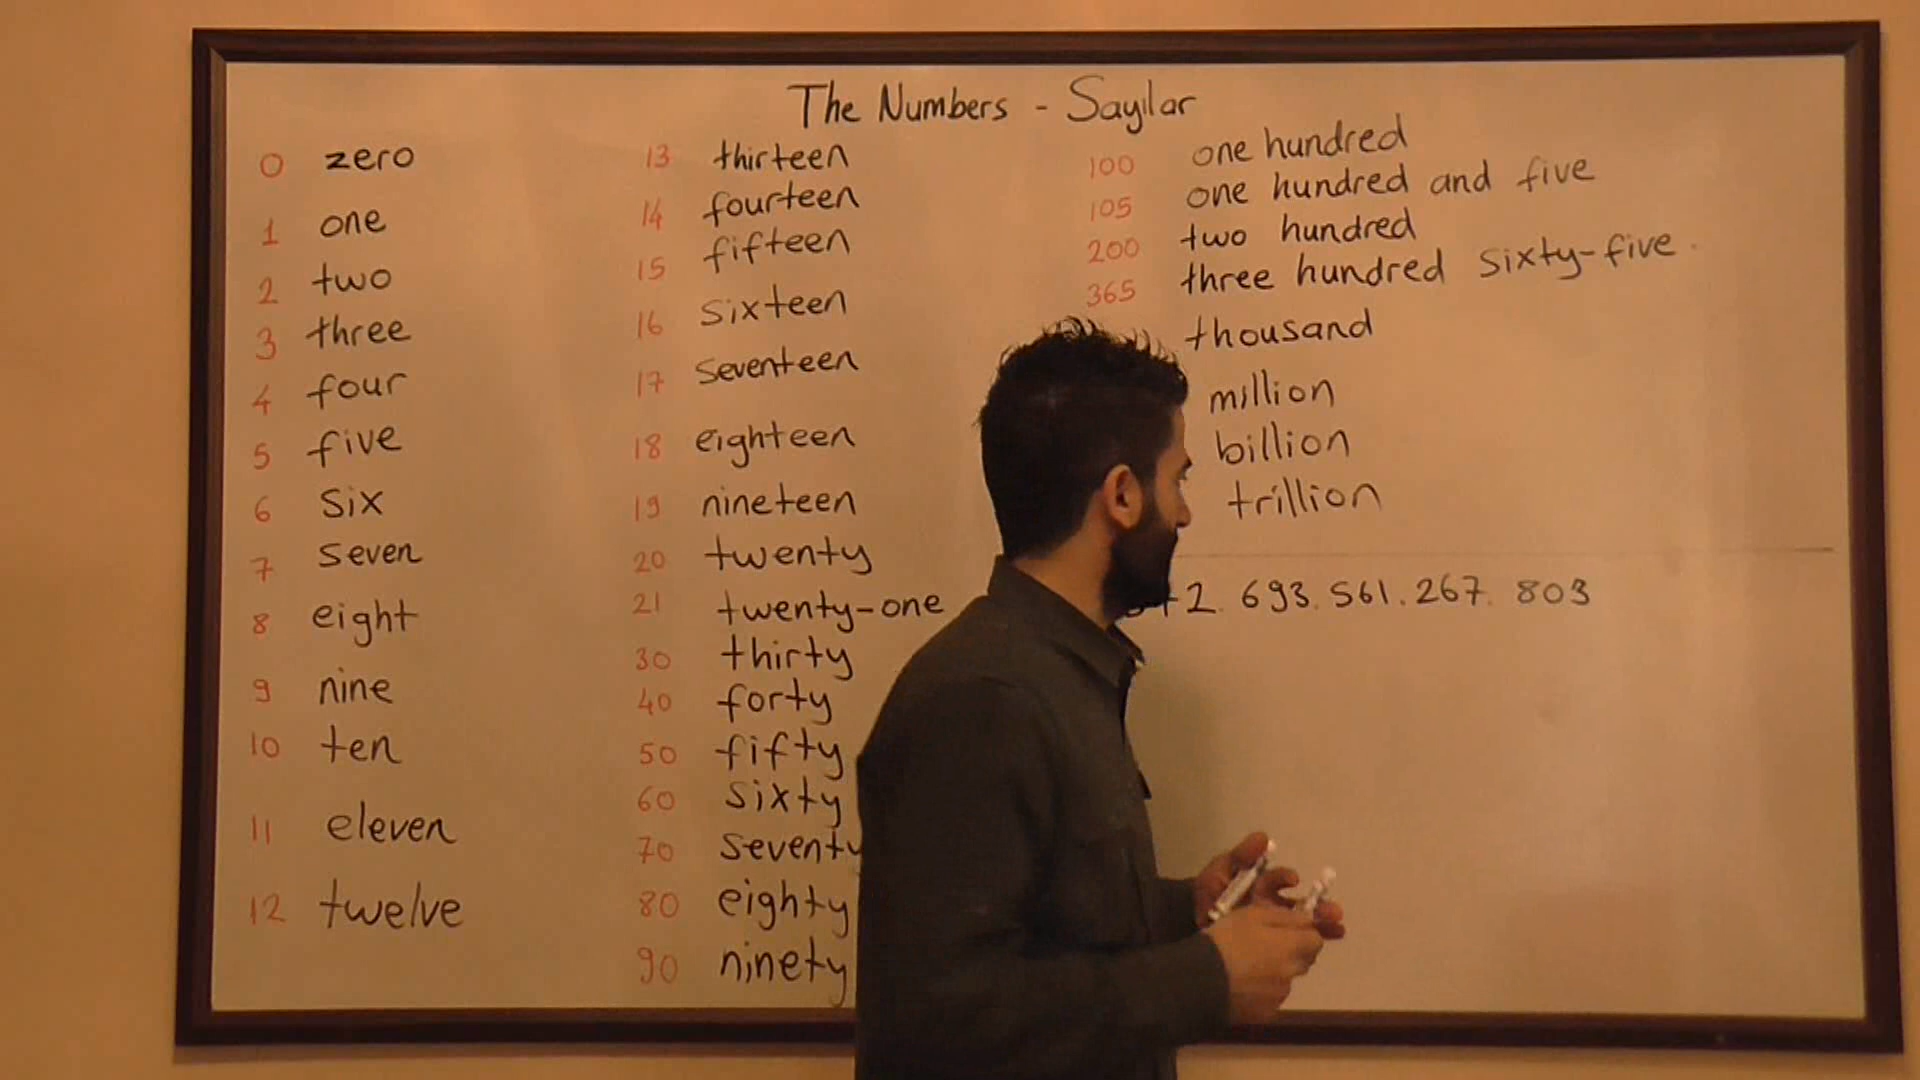 The Numbers - Sayılar
0 zero
1 one
2 two
3 three
4 four
5 five
6 six
7 seven
8 eight
9 nine
10 ten
11 eleven
12 twelve
13 thirteen
14 fourteen
15 fifteen
16 sixteen
17 seventeen
18 eighteen
19 nineteen
20 twenty
21 twenty-one
30 thirty
40 forty
50 fifty
60 sixty
70 seventy
80 eighty
90 ninety
100 one hundred
105 one hundred and five
200 two hundred
365 three hundred sixty-five
thousand
million
billion
trillion
2. 693. 561. 267. 803